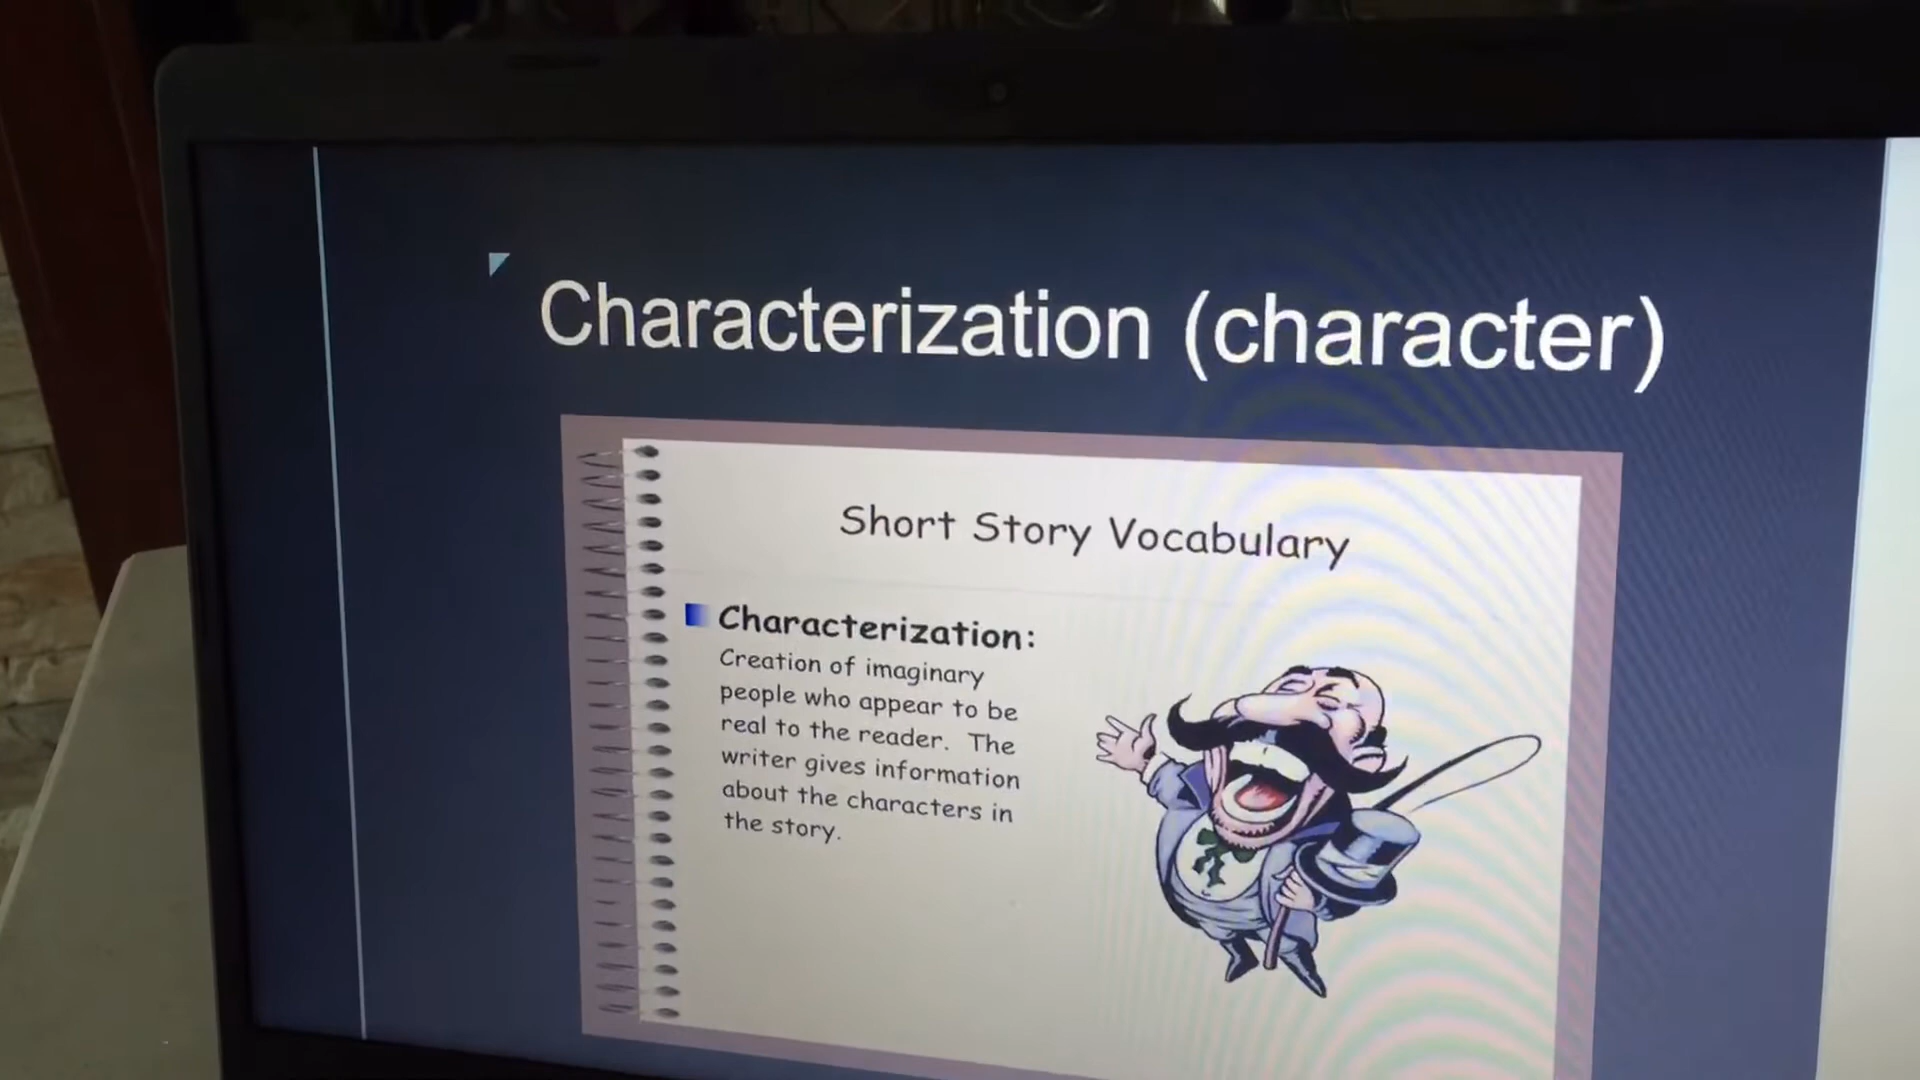 Characterization (character)
Short Story Vocabulary
Characterization:
Creation of imaginary
people who appear to be
real to the reader. The
writer gives information
about the characters in
the story.